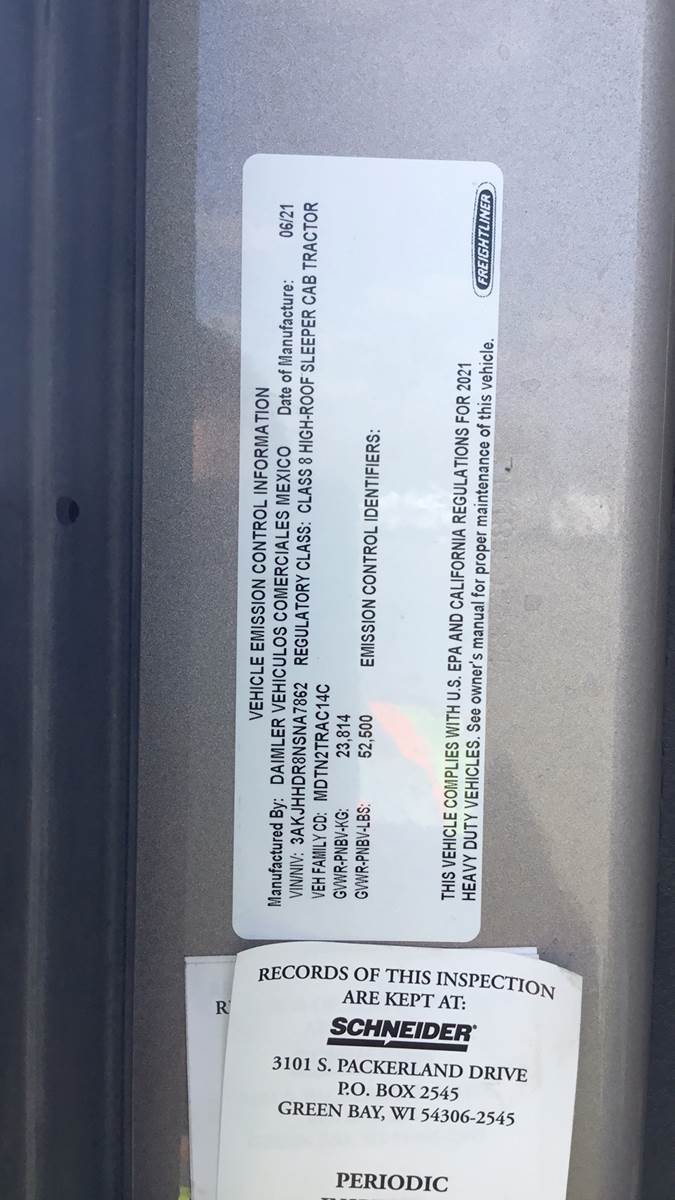 VEHICLE EMISSION CONTROL INFORMATION
Manufactured By: DAIMLER VEHICULOS COMERCIALES MEXICO Date of Manufacture: 06/21
VIN/NIV: 3AKJHHDR8NSNA7862 REGULATORY CLASS: CLASS 8 HIGH-ROOF SLEEPER CAB TRACTOR
VEH FAMILY CD: MDTN2TRAC14C
GVWR-PNBV-KG: 23,814
GVWR-PNBV-LBS: 52,500 EMISSION CONTROL IDENTIFIERS:
THIS VEHICLE COMPLIES WITH U.S. EPA AND CALIFORNIA REGULATIONS FOR 2021
HEAVY DUTY VEHICLES. See owner's manual for proper maintenance of this vehicle.
FREIGHTLINER
RECORDS OF THIS INSPECTION
ARE KEPT AT:
SCHNEIDER®
3101 S. PACKERLAND DRIVE
P.O. BOX 2545
GREEN BAY, WI 54306-2545
PERIODIC